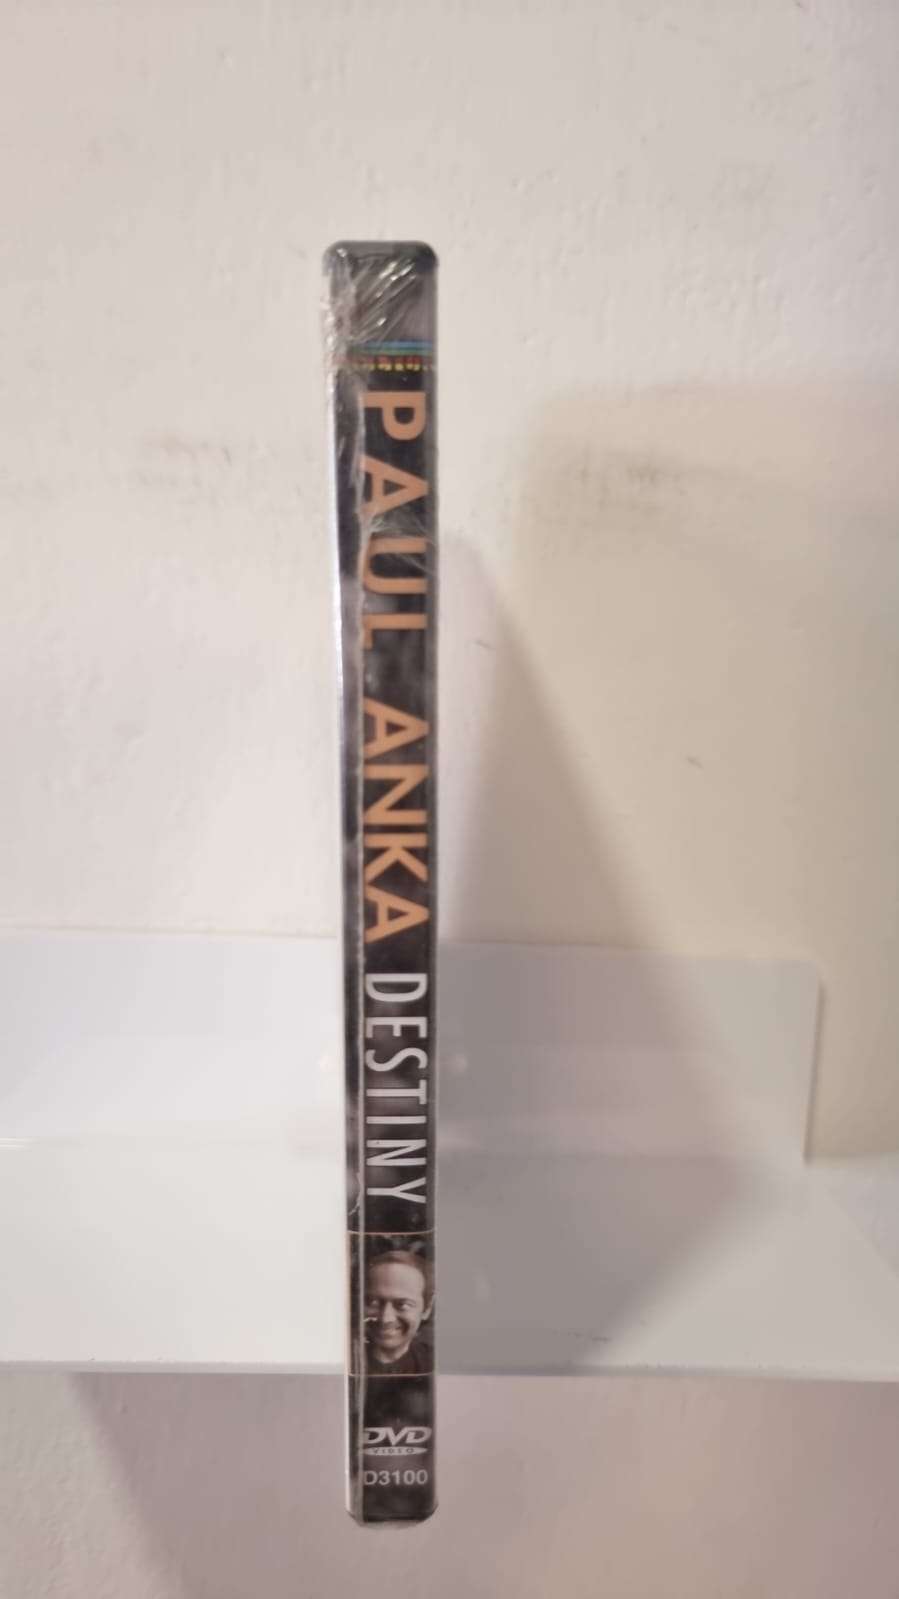 PAUL ANKA DESTINY
DVD
VIDEO
D3100